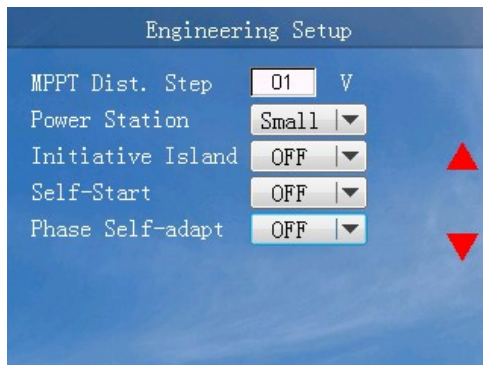 Engineering Setup
MPPT Dist. Step 01 V
Power Station Small
Initiative Island OFF
Self-Start OFF
Phase Self-adapt OFF